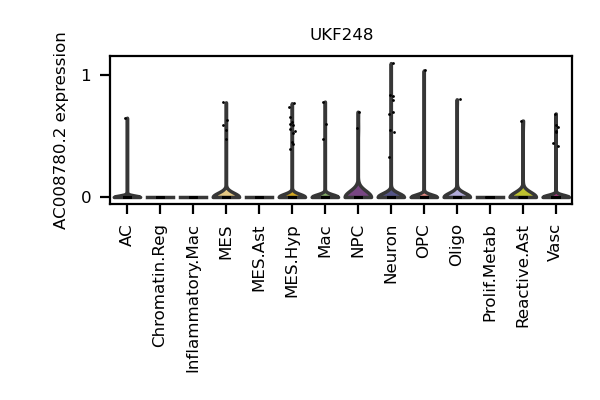 UKF248
AC008780.2 expression
1
0
AC
Chromatin.Reg
Inflammatory.Mac
MES
MES.Ast
MES.Hyp
Mac
NPC
Neuron
OPC
Oligo
Prolif.Metab
Reactive.Ast
Vasc